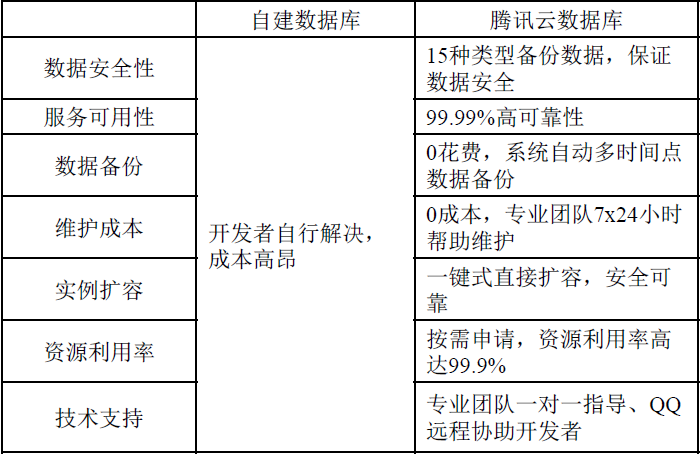 自建数据库
腾讯云数据库
数据安全性
15种类型备份数据，保证
数据安全
服务可用性
99.99%高可靠性
数据备份
0花费，系统自动多时间点
数据备份
维护成本
开发者自行解决，
成本高昂
0成本，专业团队7x24小时
帮助维护
实例扩容
一键式直接扩容，安全可
靠
资源利用率
按需申请，资源利用率高
达99.9%
技术支持
专业团队一对一指导、QQ
远程协助开发者